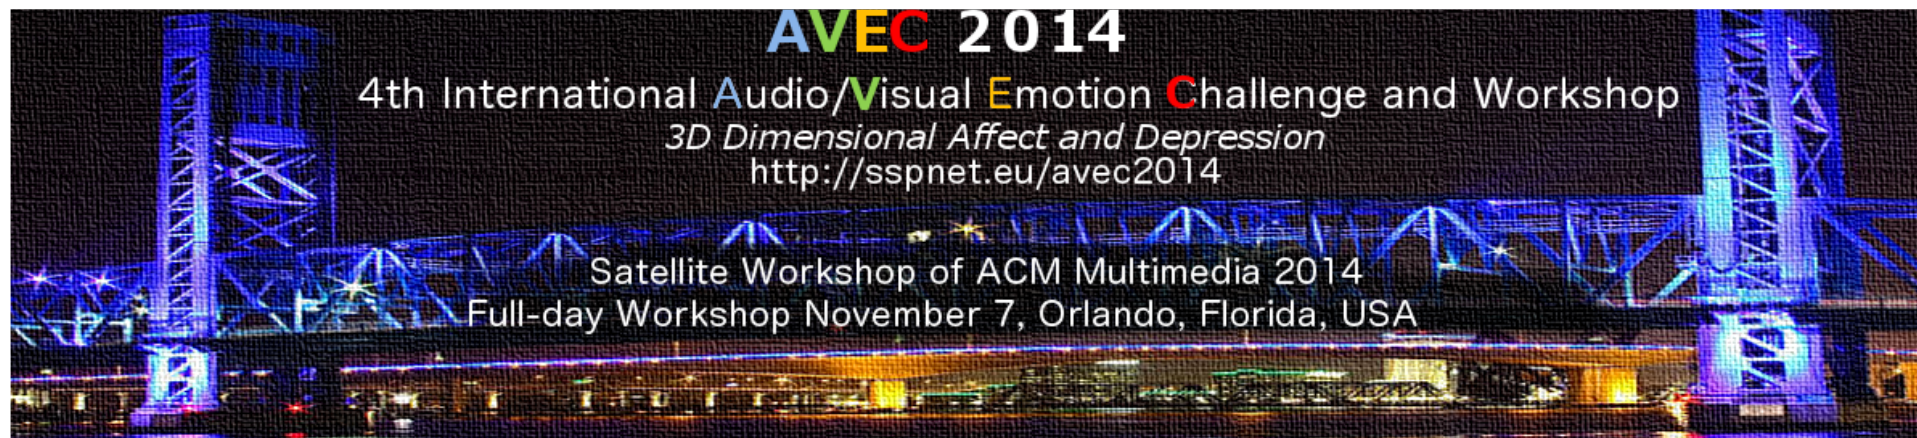 AVEC 2014
4th International Audio/Visual Emotion Challenge and Workshop
3D Dimensional Affect and Depression
http://sspnet.eu/avec2014
Satellite Workshop of ACM Multimedia 2014
Full-day Workshop November 7, Orlando, Florida, USA